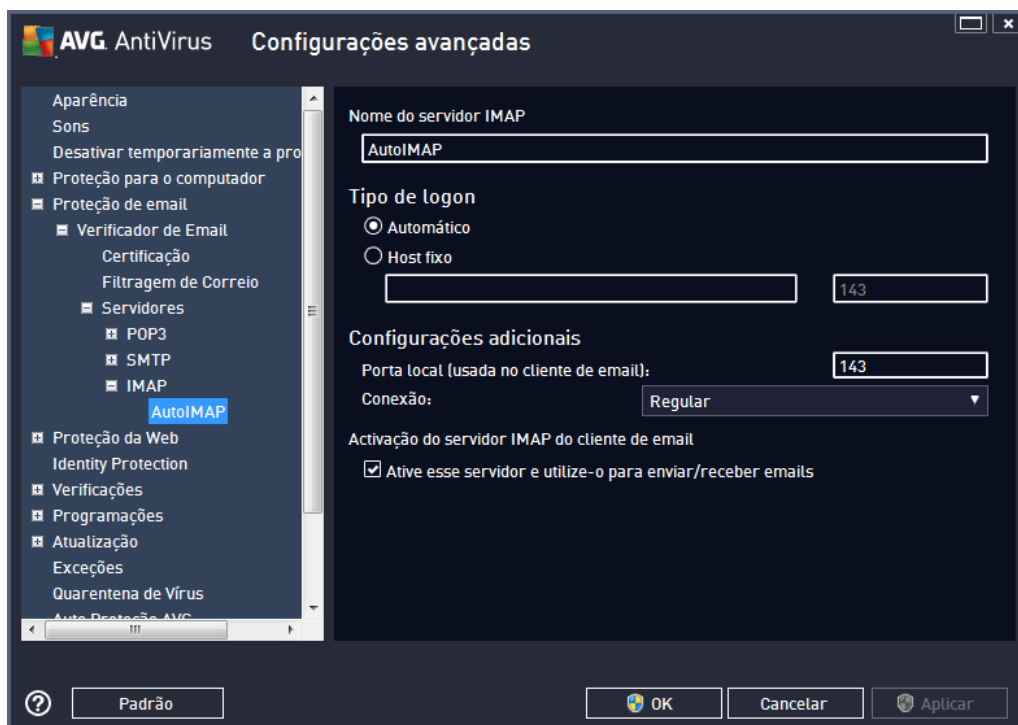 AVG. AntiVirus Configurações avançadas
Aparência
Sons
Desativar temporariamente a pro
Proteção para o computador
Proteção de email
Verificador de Email
Certificação
Filtragem de Correio
Servidores
POP3
SMTP
IMAP
AutoIMAP
Proteção da Web
Identity Protection
Verificações
Programações
Atualização
Exceções
Quarentena de Vírus
Auto Proteção AVG
Nome do servidor IMAP
AutoIMAP
Tipo de logon
Automático
Host fixo
143
Configurações adicionais
Porta local (usada no cliente de email): 143
Conexão: Regular
Activação do servidor IMAP do cliente de email
Ative esse servidor e utilize-o para enviar/receber emails
? Padrão OK Cancelar Aplicar